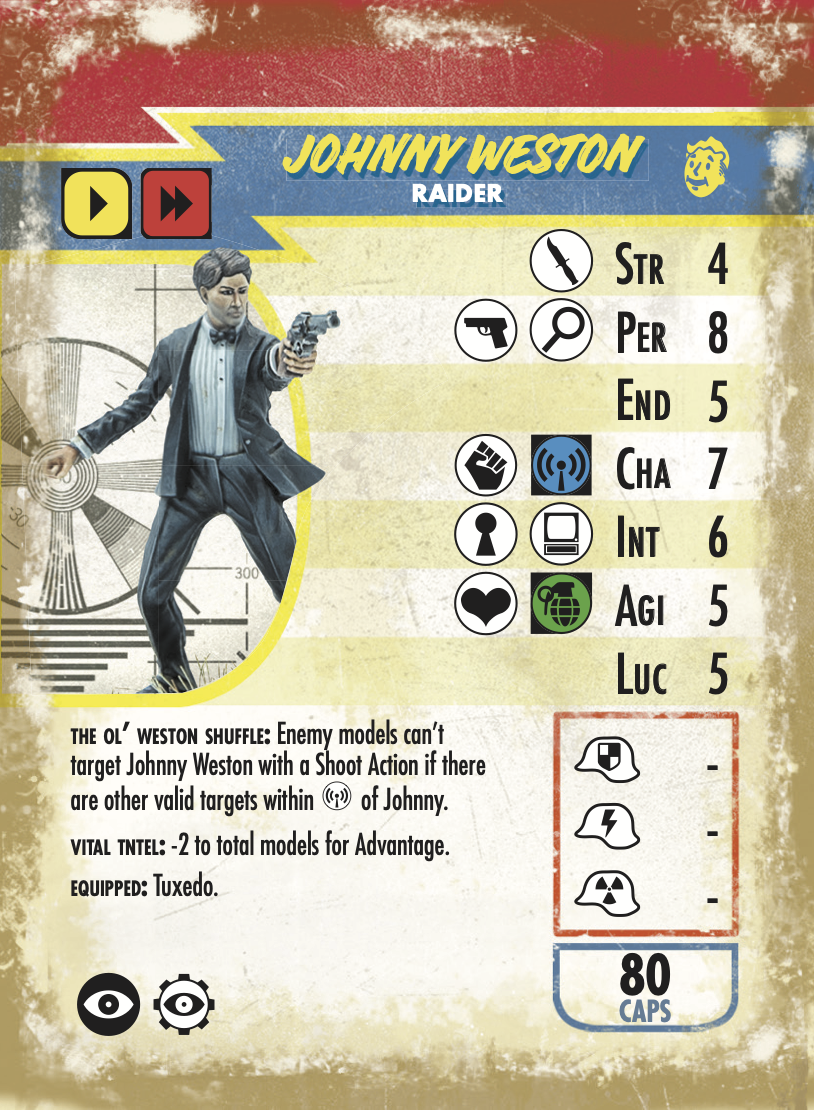 JOHNNY WESTON
RAIDER
STR 4
PER 8
END 5
CHA 7
INT 6
AGI 5
LUC 5
30
300
THE OL' WESTON SHUFFLE: Enemy models can't
target Johnny Weston with a Shoot Action if there
are other valid targets within of Johnny.
VITAL TNTEL: -2 to total models for Advantage.
EQUIPPED: Tuxedo.
-
-
-
80
CAPS